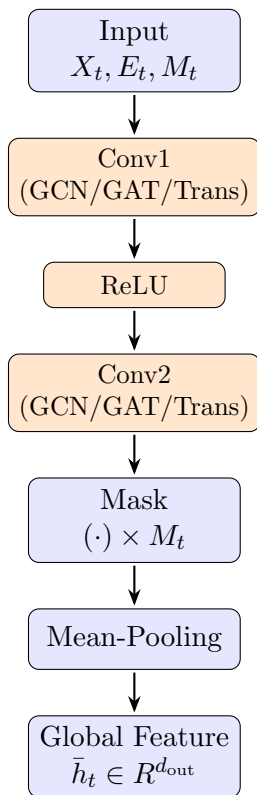 Input
X_t, E_t, M_t
Conv1
(GCN/GAT/Trans)
ReLU
Conv2
(GCN/GAT/Trans)
Mask
(·) × M_t
Mean-Pooling
Global Feature
h̄_t ∈ R^{d_out}